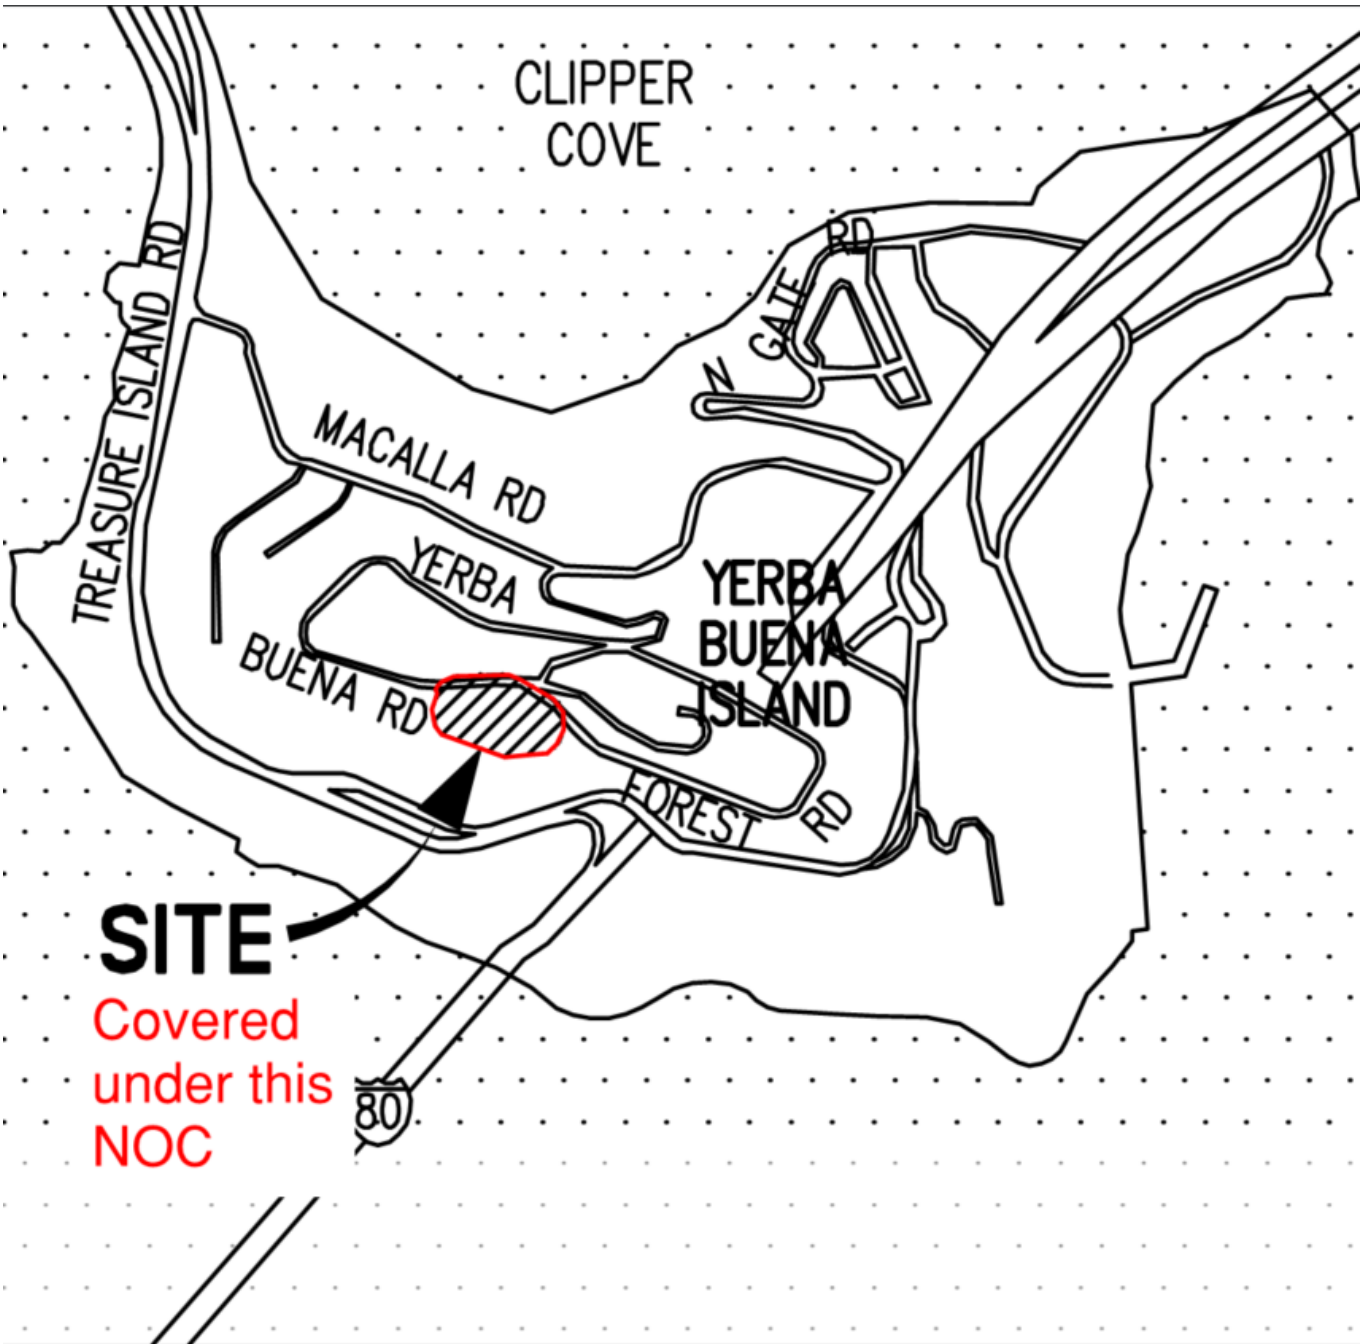 CLIPPER
COVE
TREASURE ISLAND RD
N GATE RD
MACALLA RD
YERBA
BUENA RD
YERBA
BUENA
ISLAND
FOREST RD
SITE
Covered
under this
NOC
80